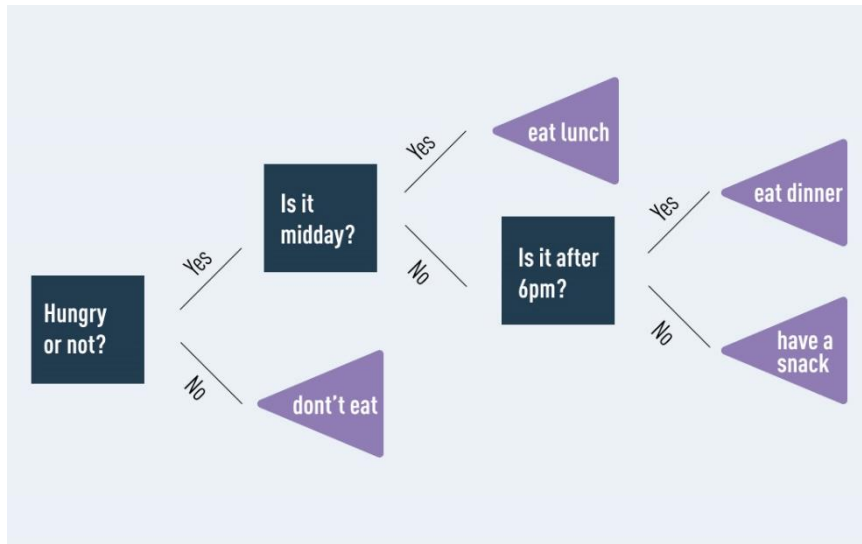 Hungry
or not?
Yes
No
Is it
midday?
dont't eat
Yes
No
eat lunch
Is it after
6pm?
Yes
No
eat dinner
have a
snack